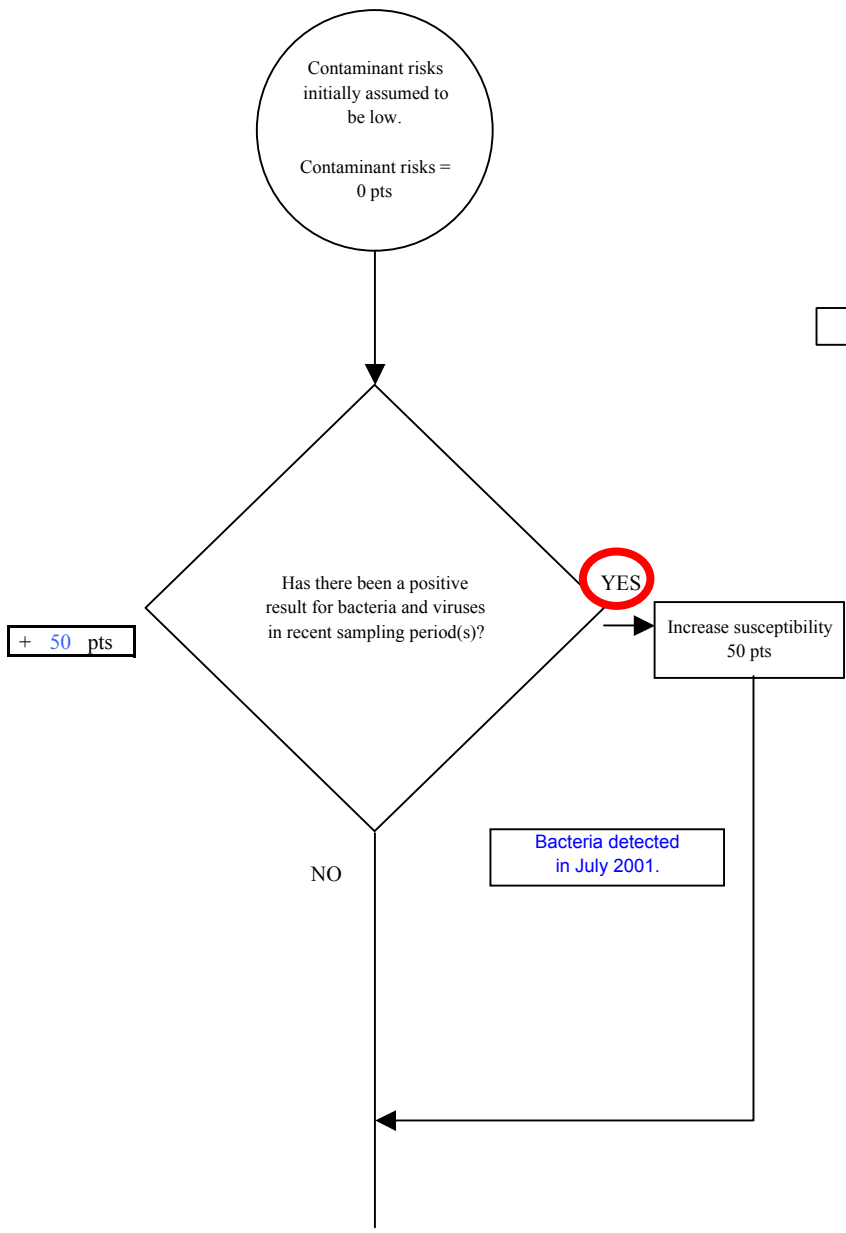 Contaminant risks
initially assumed to
be low.
Contaminant risks =
0 pts
Has there been a positive
result for bacteria and viruses
in recent sampling period(s)?
YES
+ 50 pts
Increase susceptibility
50 pts
Bacteria detected
in July 2001.
NO